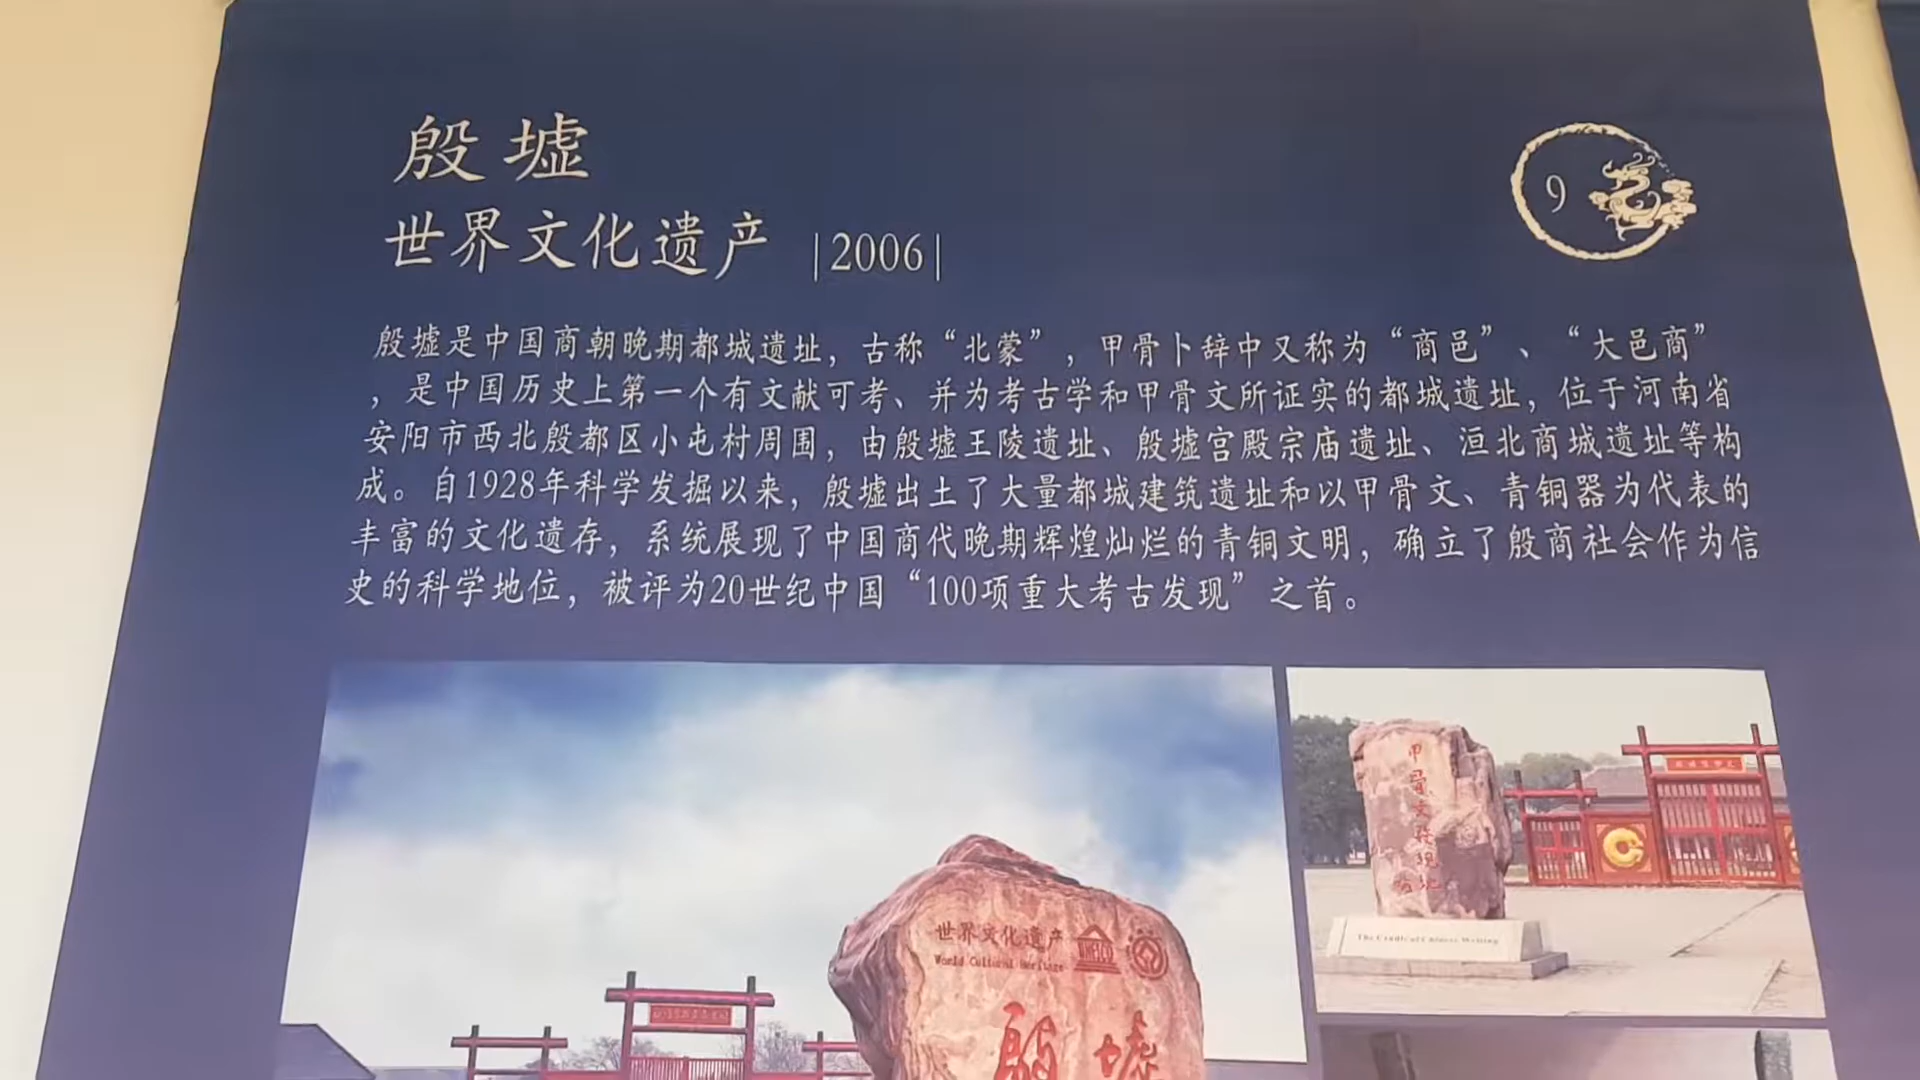 殷墟
世界文化遗产 |2006|
9
殷墟是中国商朝晚期都城遗址，古称“北蒙”，甲骨卜辞中又称为“商邑”、“大邑商”
，是中国历史上第一个有文献可考、并为考古学和甲骨文所证实的都城遗址，位于河南省
安阳市西北殷都区小屯村周围，由殷墟王陵遗址、殷墟宫殿宗庙遗址、洹北商城遗址等构
成。自1928年科学发掘以来，殷墟出土了大量都城建筑遗址和以甲骨文、青铜器为代表的
丰富的文化遗存，系统展现了中国商代晚期辉煌灿烂的青铜文明，确立了殷商社会作为信
史的科学地位，被评为20世纪中国“100项重大考古发现”之首。
世界文化遗产
World Cultural Heritage
UNESCO
殷墟
甲骨文发现地
The Cradle of Chinese Writing